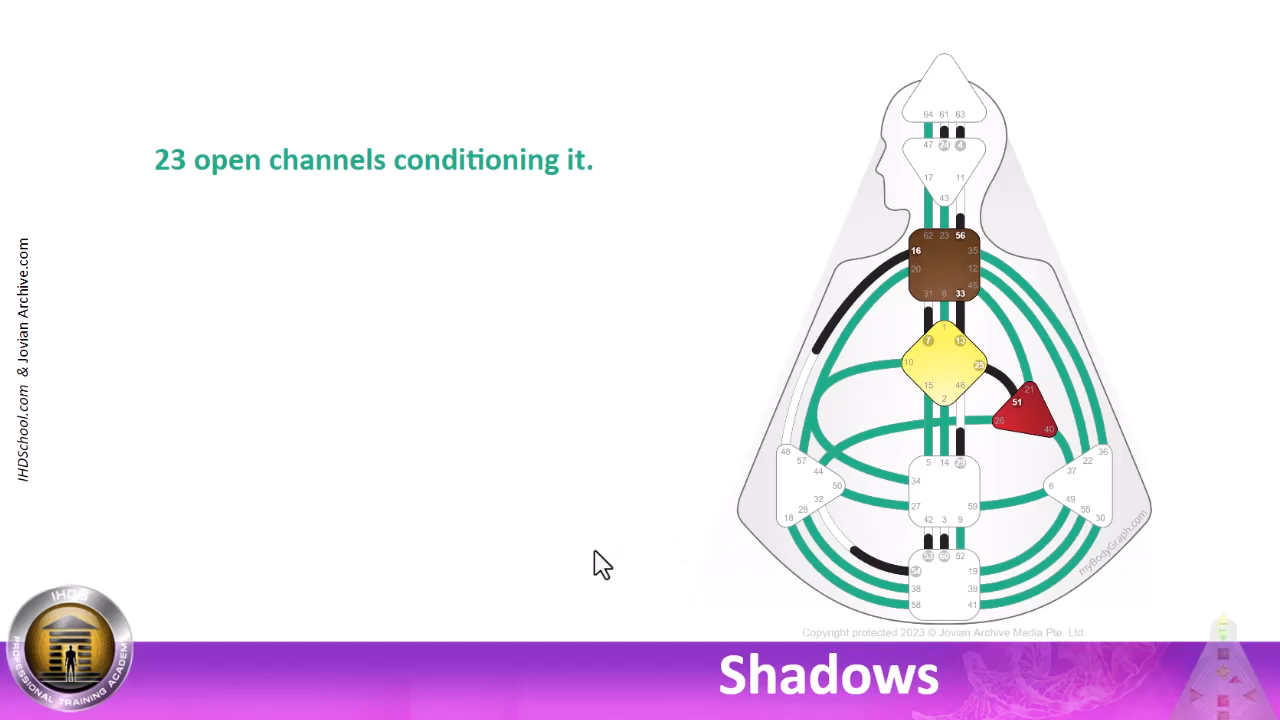 23 open channels conditioning it.
IHDSchool.com & Jovian Archive.com
64 61 63
47 24 4
17 11
43
62 23 56
16 35
20 12
45
31 8 33
1
7 13
10 25
15 46
2
21
51
26 40
48 57 44 50 32 28 18
5 14 29
34
27 59
42 3 9
36 22 37 6 49 55 30
53 60 52
54 19
38 39
58 41
myBodyGraph.com
Copyright protected 2023 © Jovian Archive Media Pte. Ltd.
IHDS
PROFESSIONAL TRAINING ACADEMY
Shadows